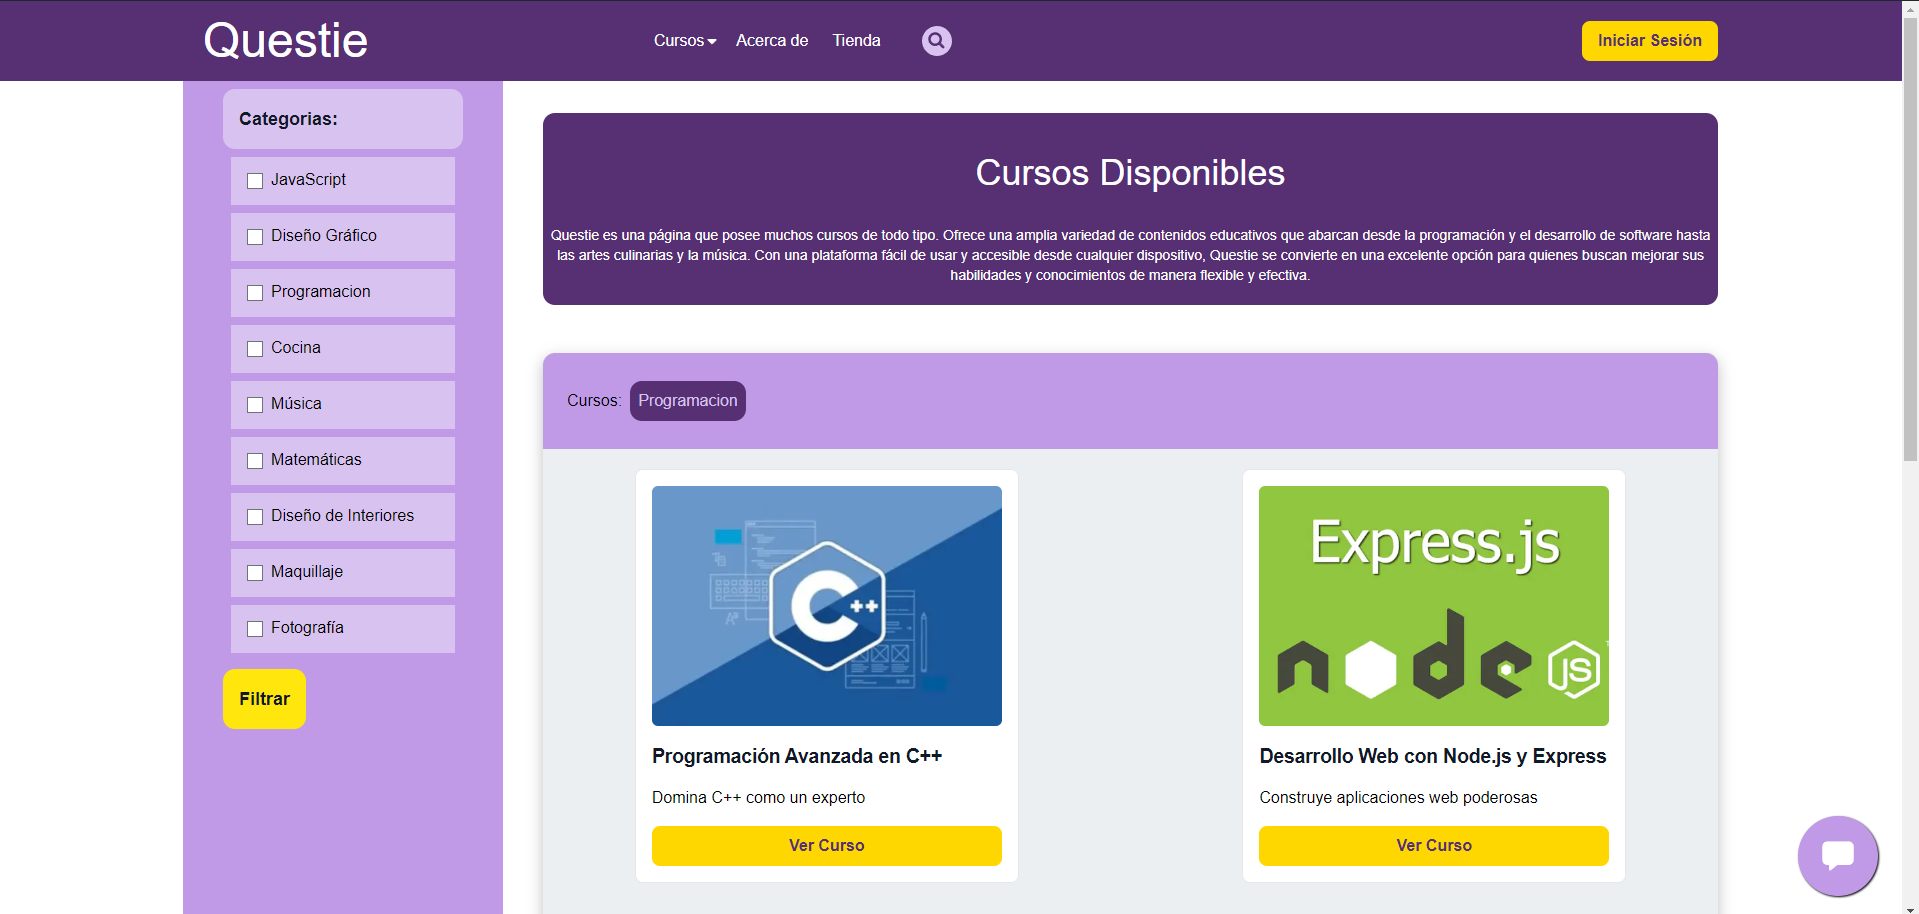 Questie
Cursos
Acerca de
Tienda
Iniciar Sesión
Categorias:
JavaScript
Diseño Gráfico
Programacion
Cocina
Música
Matemáticas
Diseño de Interiores
Maquillaje
Fotografía
Filtrar
Cursos Disponibles
Questie es una página que posee muchos cursos de todo tipo. Ofrece una amplia variedad de contenidos educativos que abarcan desde la programación y el desarrollo de software hasta
las artes culinarias y la música. Con una plataforma fácil de usar y accesible desde cualquier dispositivo, Questie se convierte en una excelente opción para quienes buscan mejorar sus
habilidades y conocimientos de manera flexible y efectiva.
Cursos: Programacion
C++
Programación Avanzada en C++
Domina C++ como un experto
Ver Curso
Express.js
node JS
Desarrollo Web con Node.js y Express
Construye aplicaciones web poderosas
Ver Curso